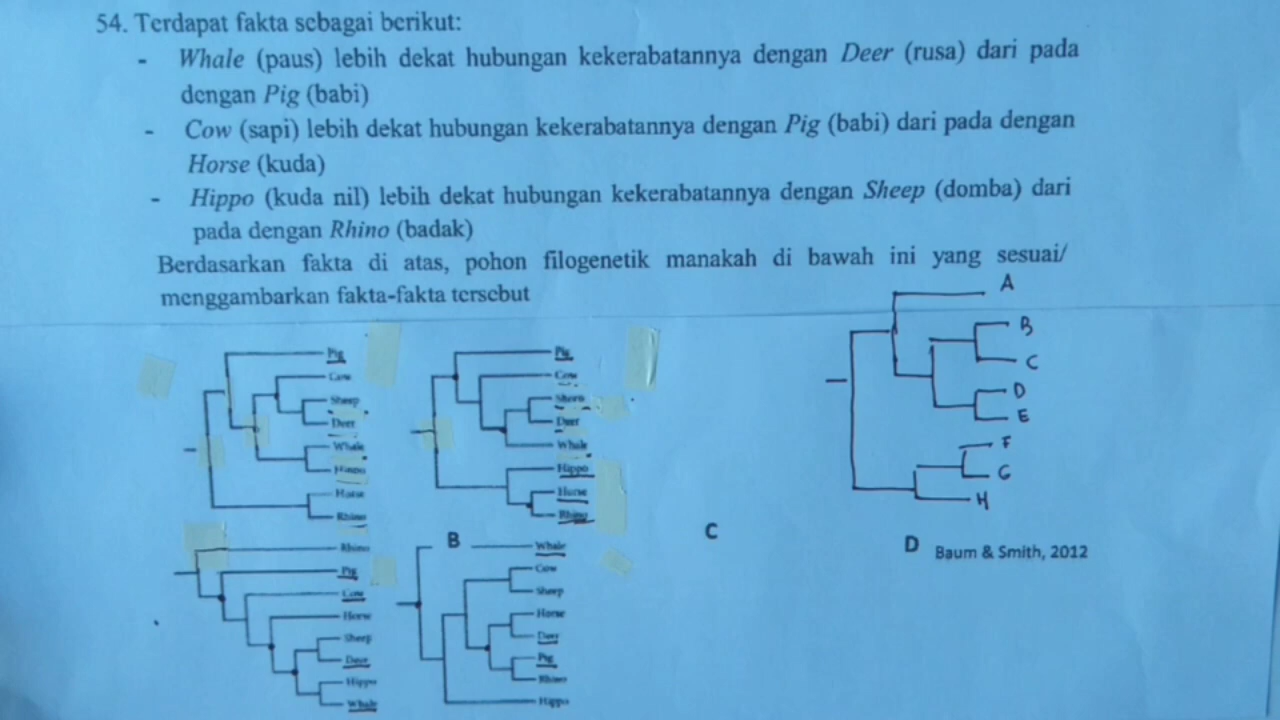 54. Terdapat fakta sebagai berikut:
- Whale (paus) lebih dekat hubungan kekerabatannya dengan Deer (rusa) dari pada
dengan Pig (babi)
- Cow (sapi) lebih dekat hubungan kekerabatannya dengan Pig (babi) dari pada dengan
Horse (kuda)
- Hippo (kuda nil) lebih dekat hubungan kekerabatannya dengan Sheep (domba) dari
pada dengan Rhino (badak)
Berdasarkan fakta di atas, pohon filogenetik manakah di bawah ini yang sesuai/
menggambarkan fakta-fakta tersebut
Pig
Cow
Sheep
Deer
Whale
Hippo
Horse
Rhino
Pig
Cow
Sheep
Deer
Whale
Hippo
Horse
Rhino
A
B
C
D
E
F
G
H
Rhino
Pig
Cow
Horse
Sheep
Deer
Hippo
Whale
B
Whale
Cow
Sheep
Horse
Deer
Pig
Rhino
Hippo
C
D Baum & Smith, 2012